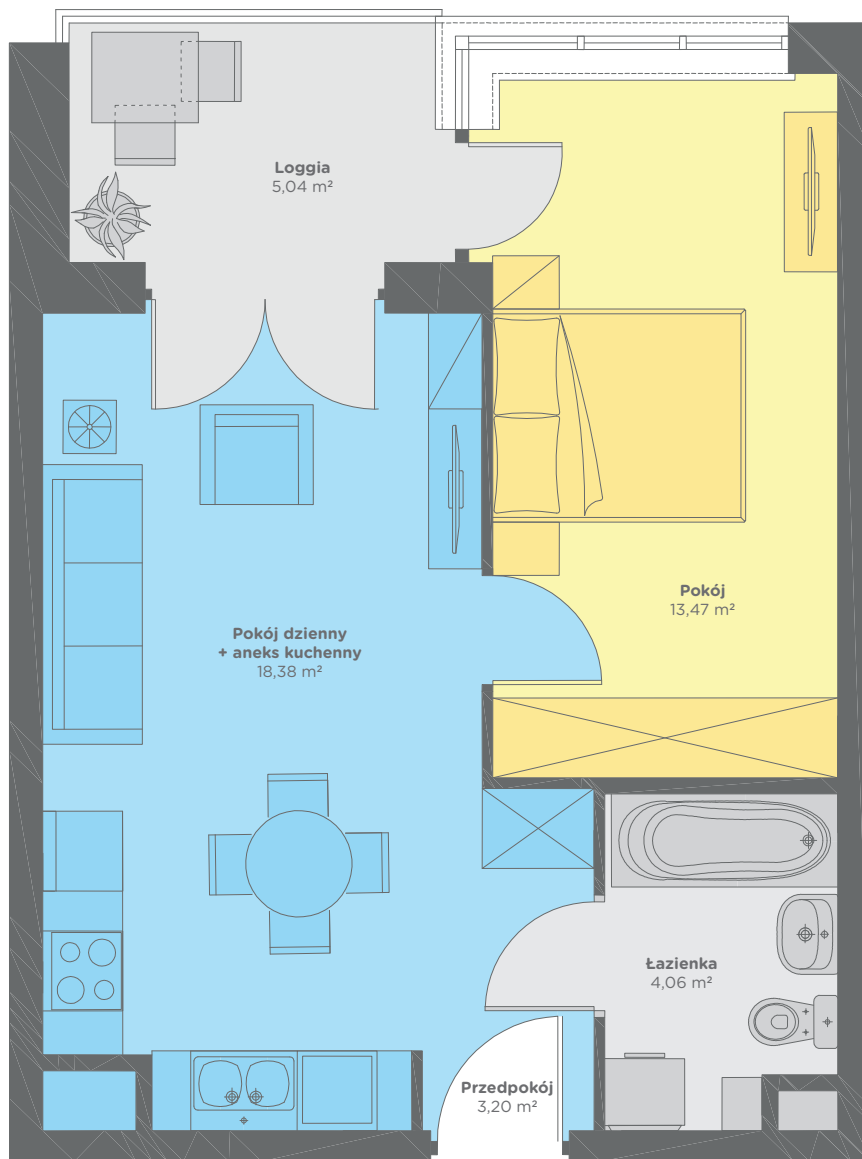 Loggia
5,04 m²
Pokój
13,47 m²
Pokój dzienny
+ aneks kuchenny
18,38 m²
Łazienka
4,06 m²
Przedpokój
3,20 m²